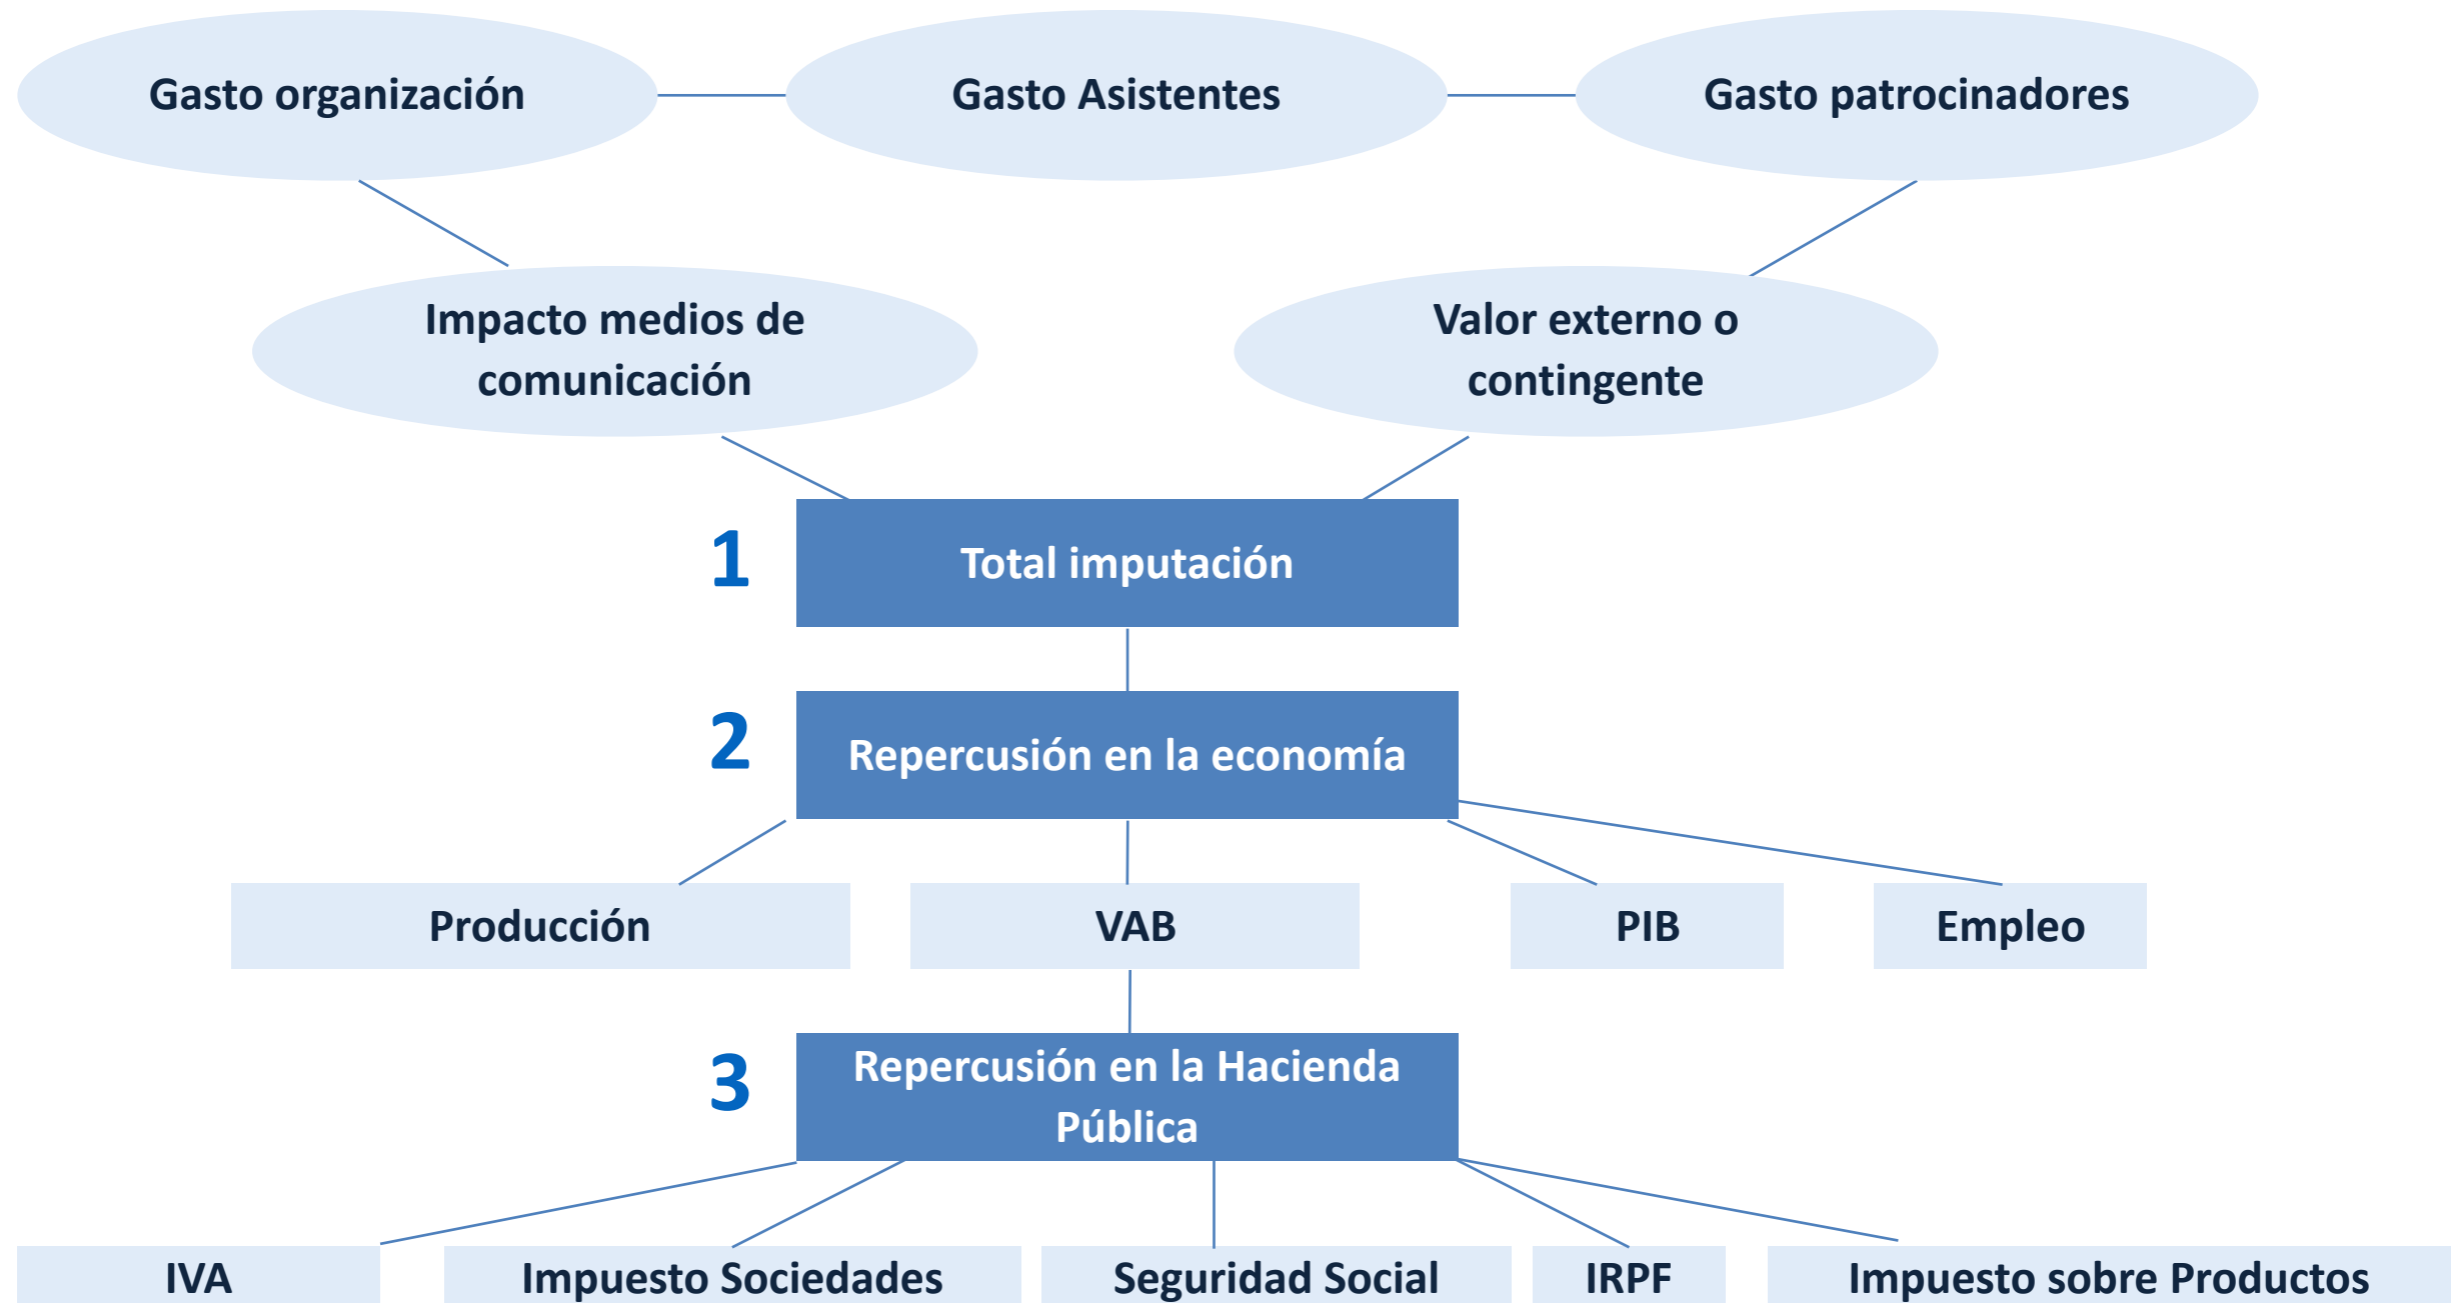 Gasto organización
Gasto Asistentes
Gasto patrocinadores
Impacto medios de
comunicación
Valor externo o
contingente
1
Total imputación
2
Repercusión en la economía
Producción
VAB
PIB
Empleo
3
Repercusión en la Hacienda
Pública
IVA
Impuesto Sociedades
Seguridad Social
IRPF
Impuesto sobre Productos